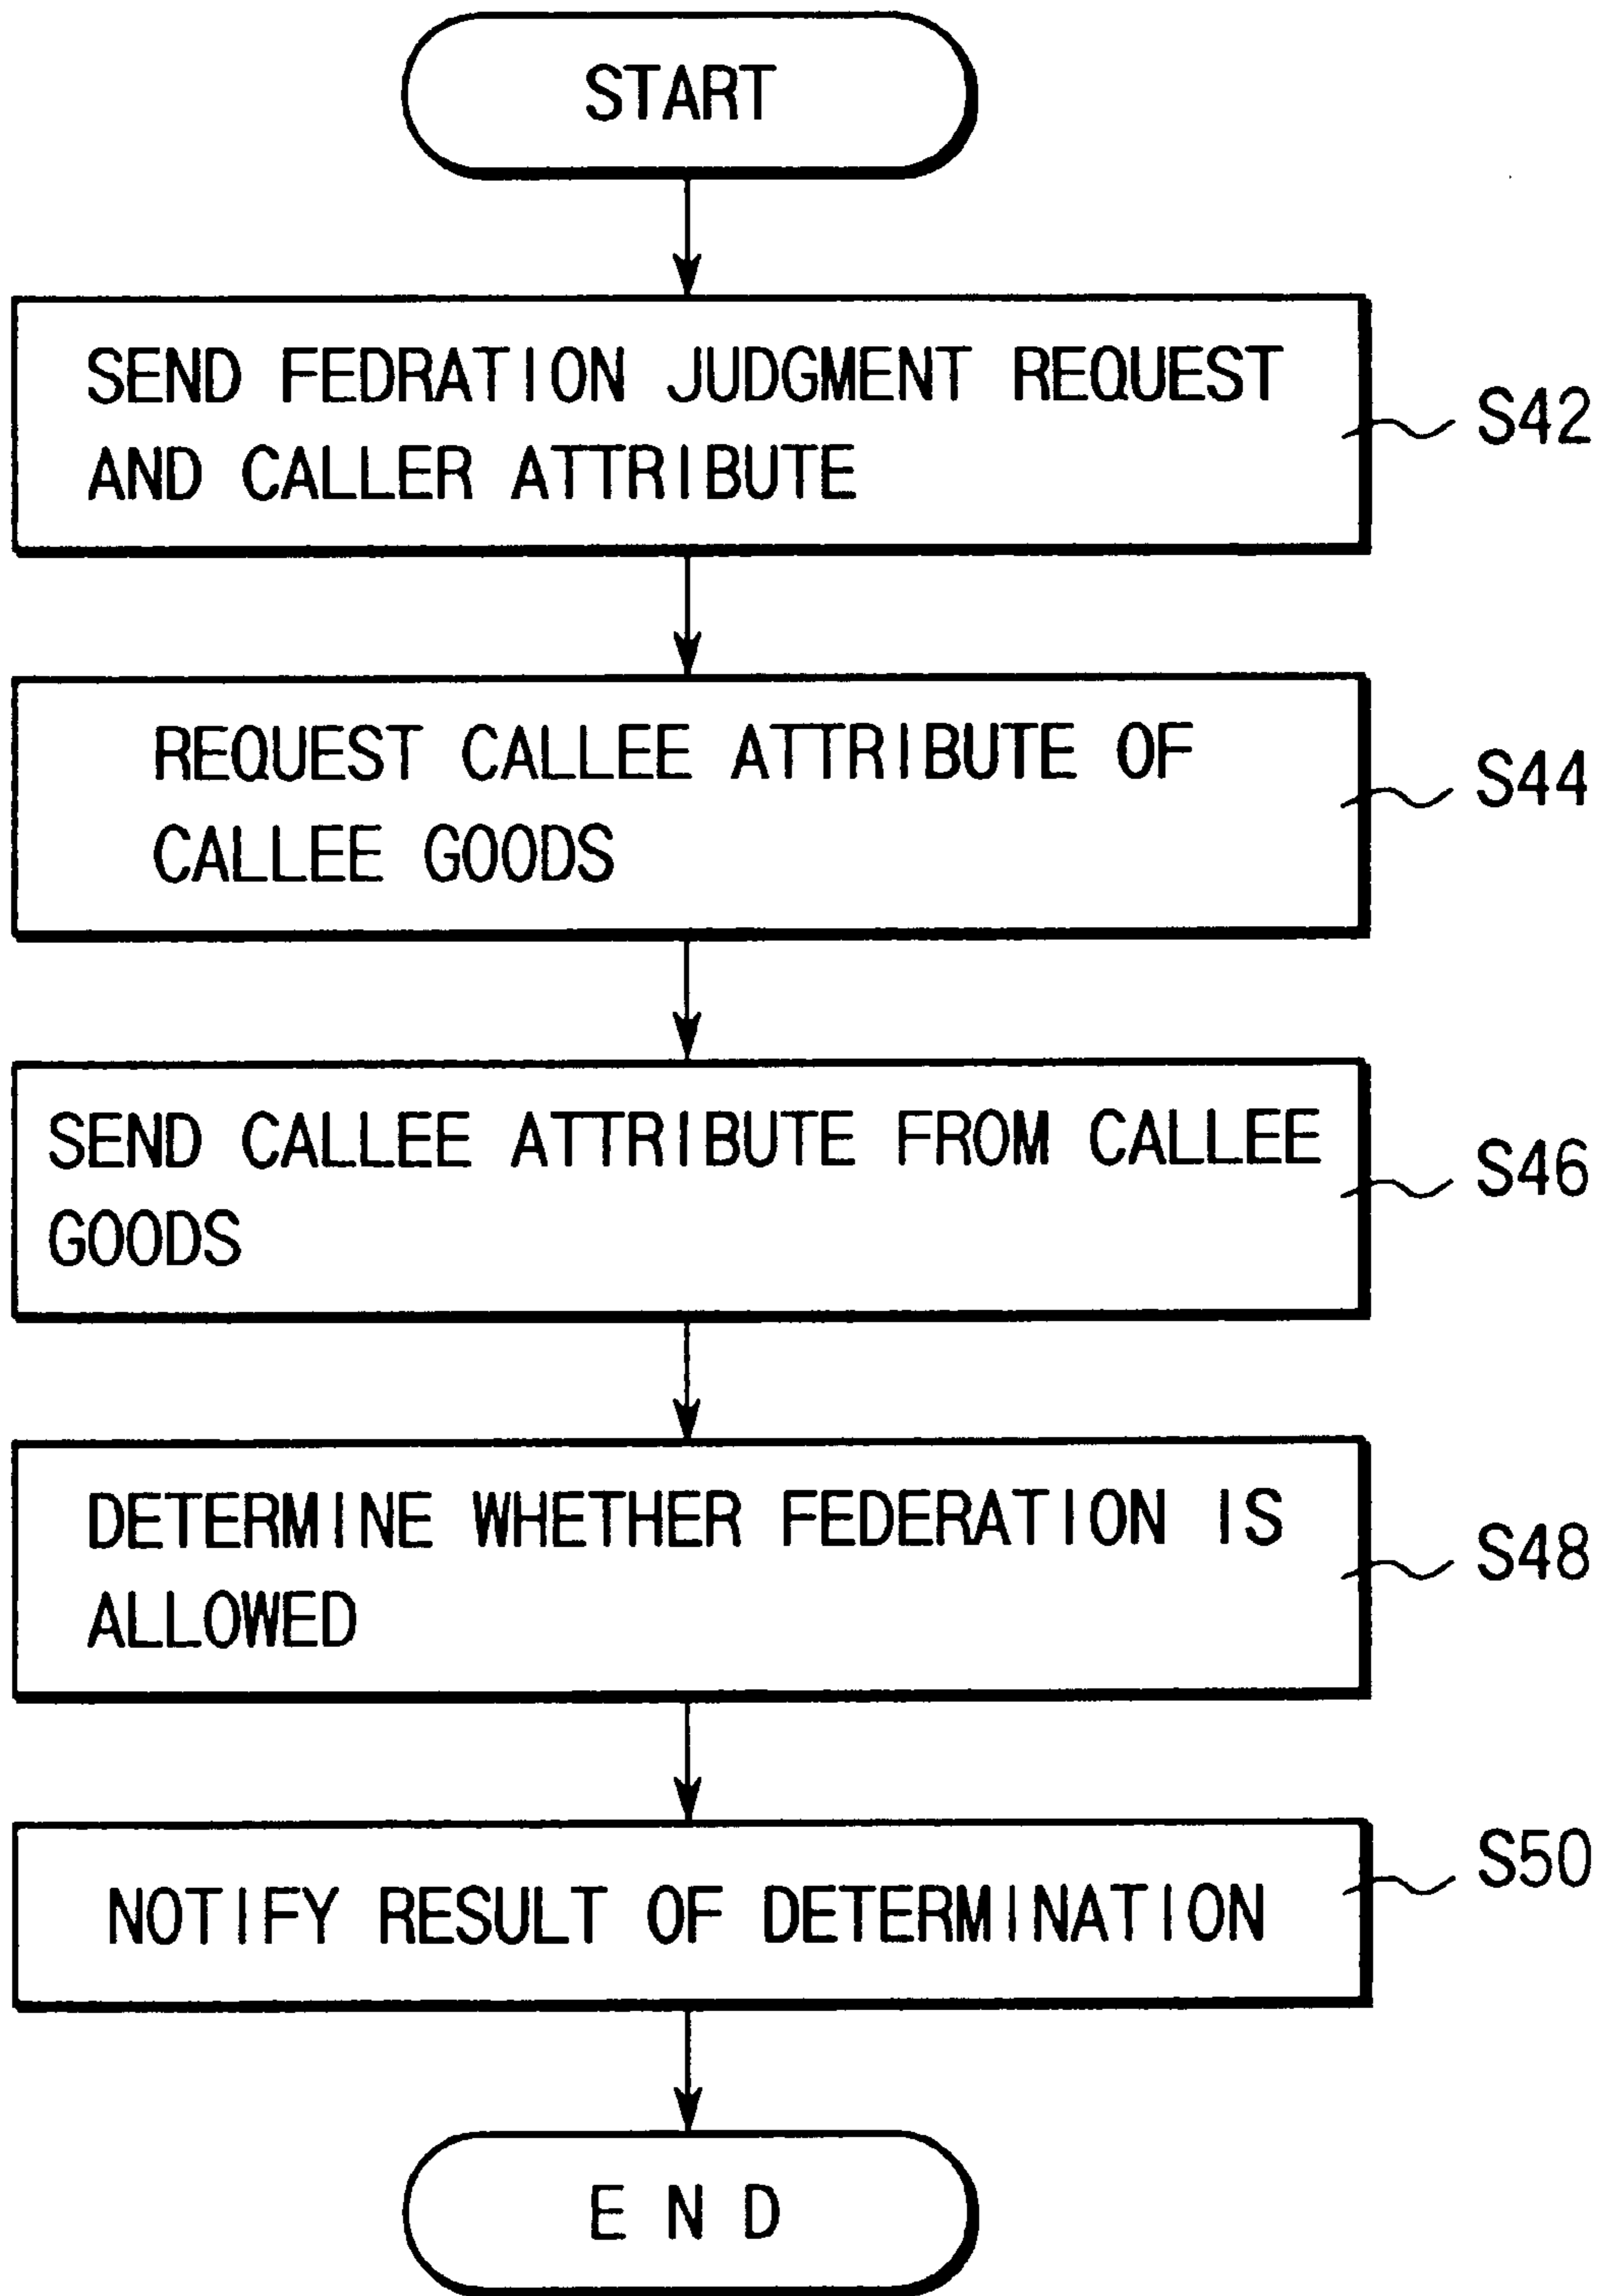 START
SEND FEDRATION JUDGMENT REQUEST
AND CALLER ATTRIBUTE
S42
REQUEST CALLEE ATTRIBUTE OF
CALLEE GOODS
S44
SEND CALLEE ATTRIBUTE FROM CALLEE
GOODS
S46
DETERMINE WHETHER FEDERATION IS
ALLOWED
S48
NOTIFY RESULT OF DETERMINATION
S50
END